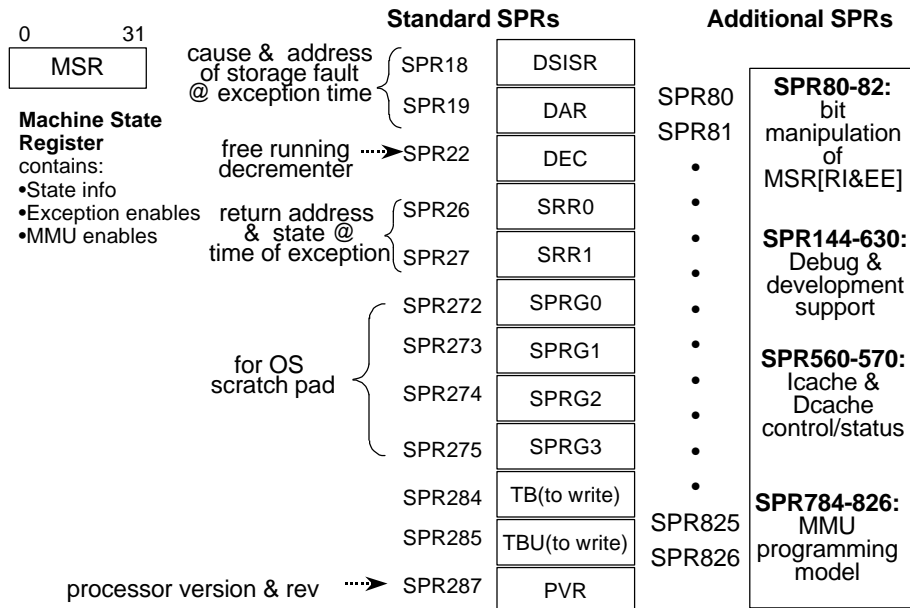 Standard SPRs
Additional SPRs
0 31
MSR
Machine State
Register
contains:
•State info
•Exception enables
•MMU enables
cause & address
of storage fault
@ exception time
SPR18 DSISR
SPR19 DAR
free running
decrementer
SPR22 DEC
return address
& state @
time of exception
SPR26 SRR0
SPR27 SRR1
for OS
scratch pad
SPR272 SPRG0
SPR273 SPRG1
SPR274 SPRG2
SPR275 SPRG3
SPR284 TB(to write)
SPR285 TBU(to write)
processor version & rev
SPR287 PVR
SPR80
SPR81
•
•
•
•
•
•
•
•
•
•
SPR825
SPR826
SPR80-82:
bit
manipulation
of
MSR[RI&EE]
SPR144-630:
Debug &
development
support
SPR560-570:
Icache &
Dcache
control/status
SPR784-826:
MMU
programming
model